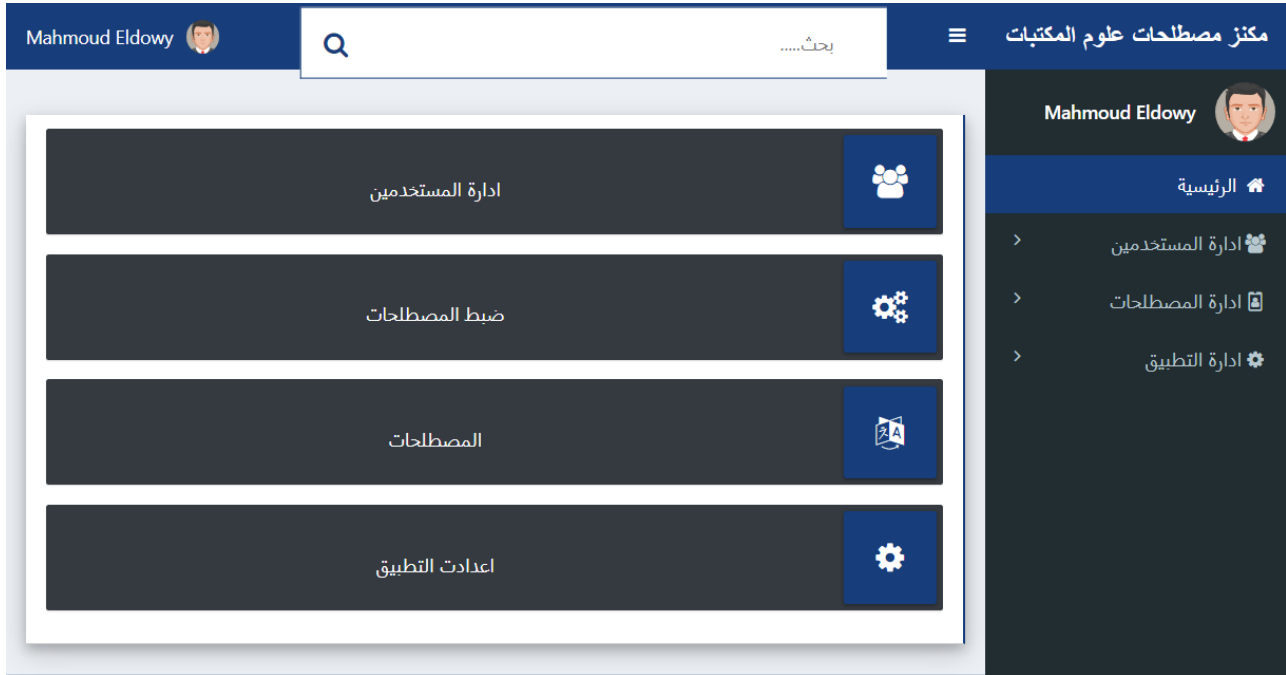 مكنز مصطلحات علوم المكتبات
بحث.....
Mahmoud Eldowy
Mahmoud Eldowy
الرئيسية
ادارة المستخدمين
ادارة المصطلحات
ادارة التطبيق
ادارة المستخدمين
ضبط المصطلحات
المصطلحات
اعدادت التطبيق